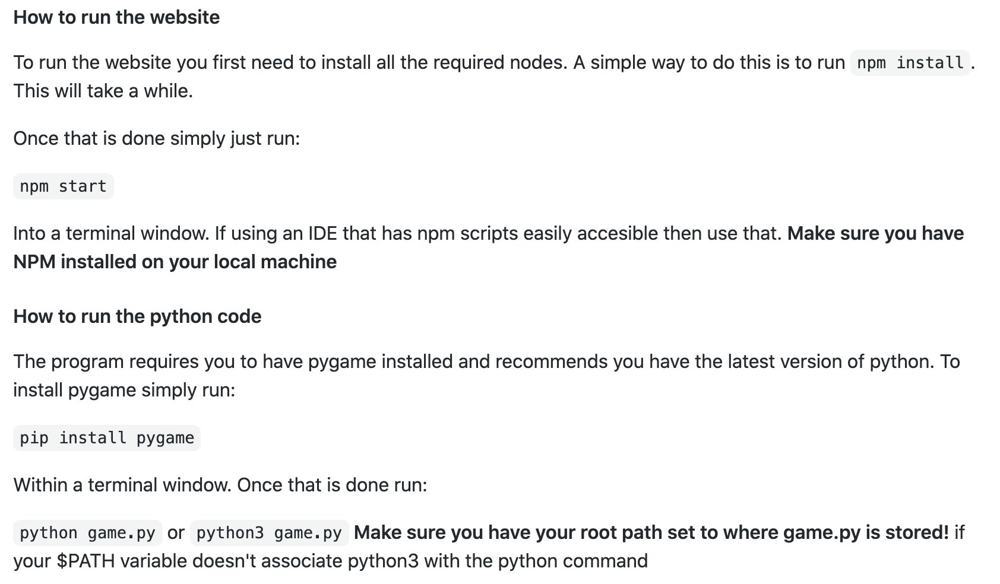 How to run the website
To run the website you first need to install all the required nodes. A simple way to do this is to run npm install.
This will take a while.
Once that is done simply just run:
npm start
Into a terminal window. If using an IDE that has npm scripts easily accesible then use that. Make sure you have
NPM installed on your local machine
How to run the python code
The program requires you to have pygame installed and recommends you have the latest version of python. To
install pygame simply run:
pip install pygame
Within a terminal window. Once that is done run:
python game.py or python3 game.py Make sure you have your root path set to where game.py is stored! if
your $PATH variable doesn't associate python3 with the python command